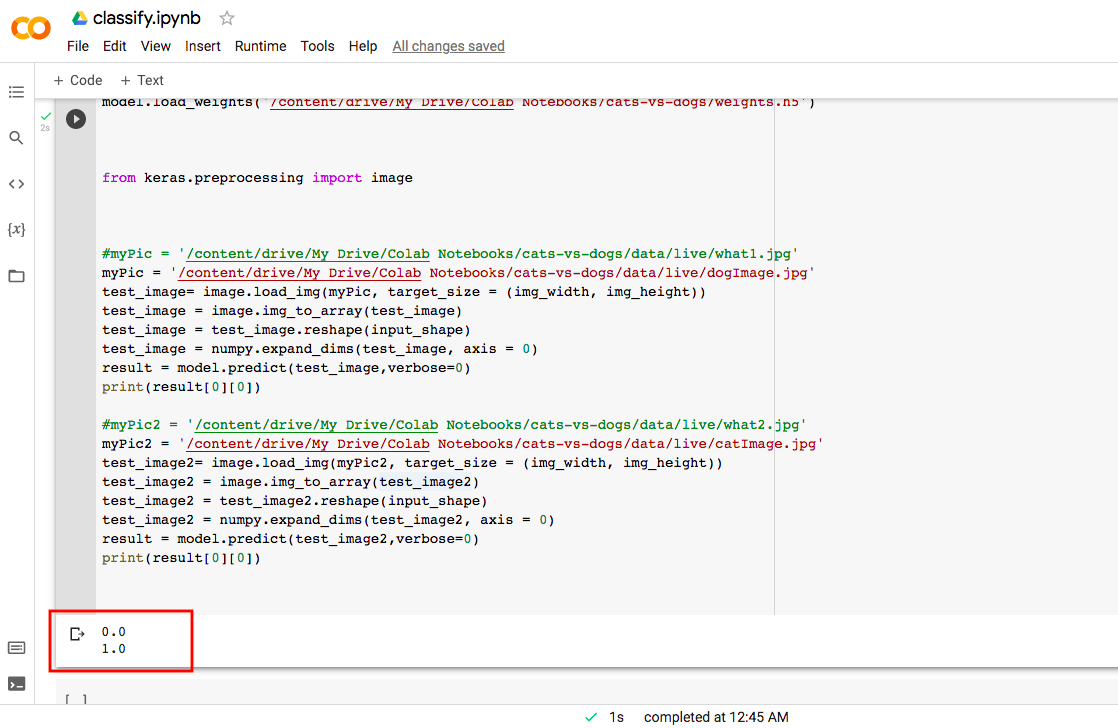 classify.ipynb
File Edit View Insert Runtime Tools Help All changes saved
+ Code + Text
model.load_weights('/content/drive/My Drive/Colab Notebooks/cats-vs-dogs/weights.h5')
2s
from keras.preprocessing import image
#myPic = '/content/drive/My Drive/Colab Notebooks/cats-vs-dogs/data/live/what1.jpg'
myPic = '/content/drive/My Drive/Colab Notebooks/cats-vs-dogs/data/live/dogImage.jpg'
test_image= image.load_img(myPic, target_size = (img_width, img_height))
test_image = image.img_to_array(test_image)
test_image = test_image.reshape(input_shape)
test_image = numpy.expand_dims(test_image, axis = 0)
result = model.predict(test_image,verbose=0)
print(result[0][0])
#myPic2 = '/content/drive/My Drive/Colab Notebooks/cats-vs-dogs/data/live/what2.jpg'
myPic2 = '/content/drive/My Drive/Colab Notebooks/cats-vs-dogs/data/live/catImage.jpg'
test_image2= image.load_img(myPic2, target_size = (img_width, img_height))
test_image2 = image.img_to_array(test_image2)
test_image2 = test_image2.reshape(input_shape)
test_image2 = numpy.expand_dims(test_image2, axis = 0)
result = model.predict(test_image2,verbose=0)
print(result[0][0])
0.0
1.0
[ ]
1s completed at 12:45 AM